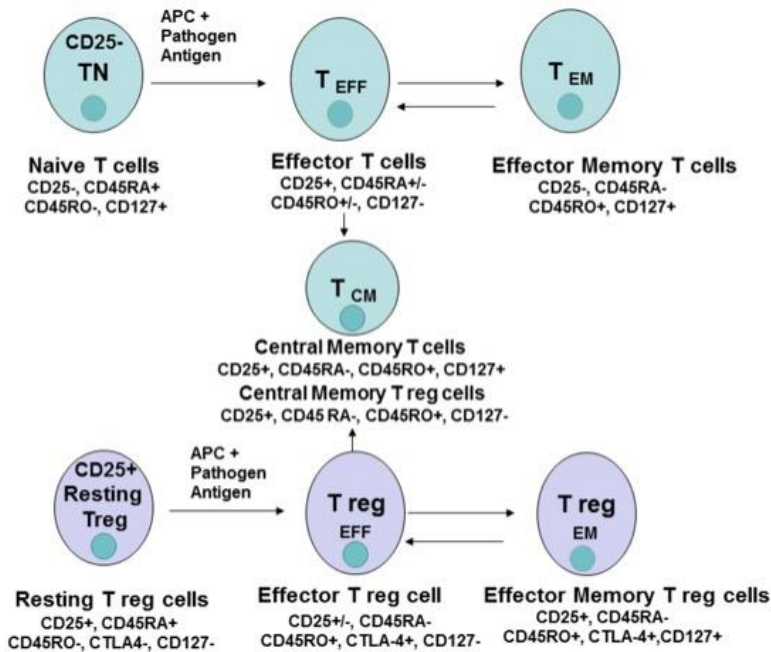 APC +
Pathogen
Antigen
CD25-
TN
T EFF
T EM
Naive T cells
CD25-, CD45RA+
CD45RO-, CD127+
Effector T cells
CD25+, CD45RA+/-
CD45RO+/-, CD127-
Effector Memory T cells
CD25-, CD45RA-
CD45RO+, CD127+
T CM
Central Memory T cells
CD25+, CD45RA-, CD45RO+, CD127+
Central Memory T reg cells
CD25+, CD45 RA-, CD45RO+, CD127-
APC +
Pathogen
Antigen
CD25+
Resting
Treg
T reg
EFF
T reg
EM
Resting T reg cells
CD25+, CD45RA+
CD45RO-, CTLA4-, CD127-
Effector T reg cell
CD25+/-, CD45RA-
CD45RO+, CTLA-4+, CD127-
Effector Memory T reg cells
CD25+, CD45RA-
CD45RO+, CTLA-4+,CD127+